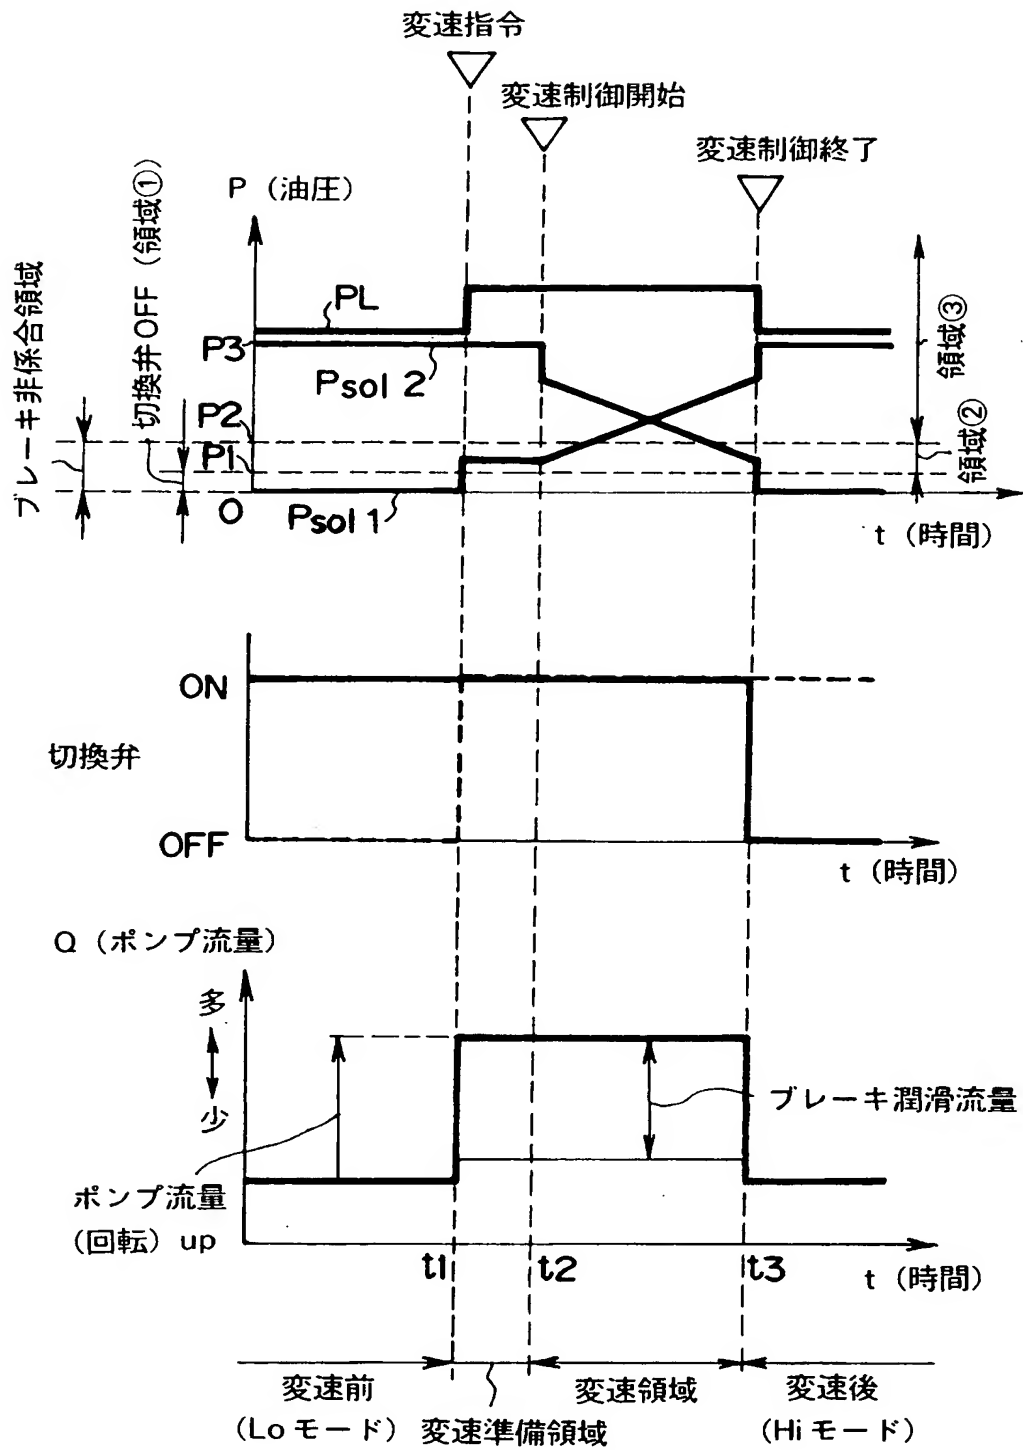 変速指令
変速制御開始
変速制御終了
P（油圧）
ブレーキ非係合領域
切換弁OFF（領域①）
PL
P3
Psol 2
P2
P1
O
Psol 1
領域③
領域②
t（時間）
ON
切換弁
OFF
t（時間）
Q（ポンプ流量）
多
少
ブレーキ潤滑流量
ポンプ流量
（回転）up
t1
t2
t3
t（時間）
変速前
（Loモード）
変速準備領域
変速領域
変速後
（Hiモード）